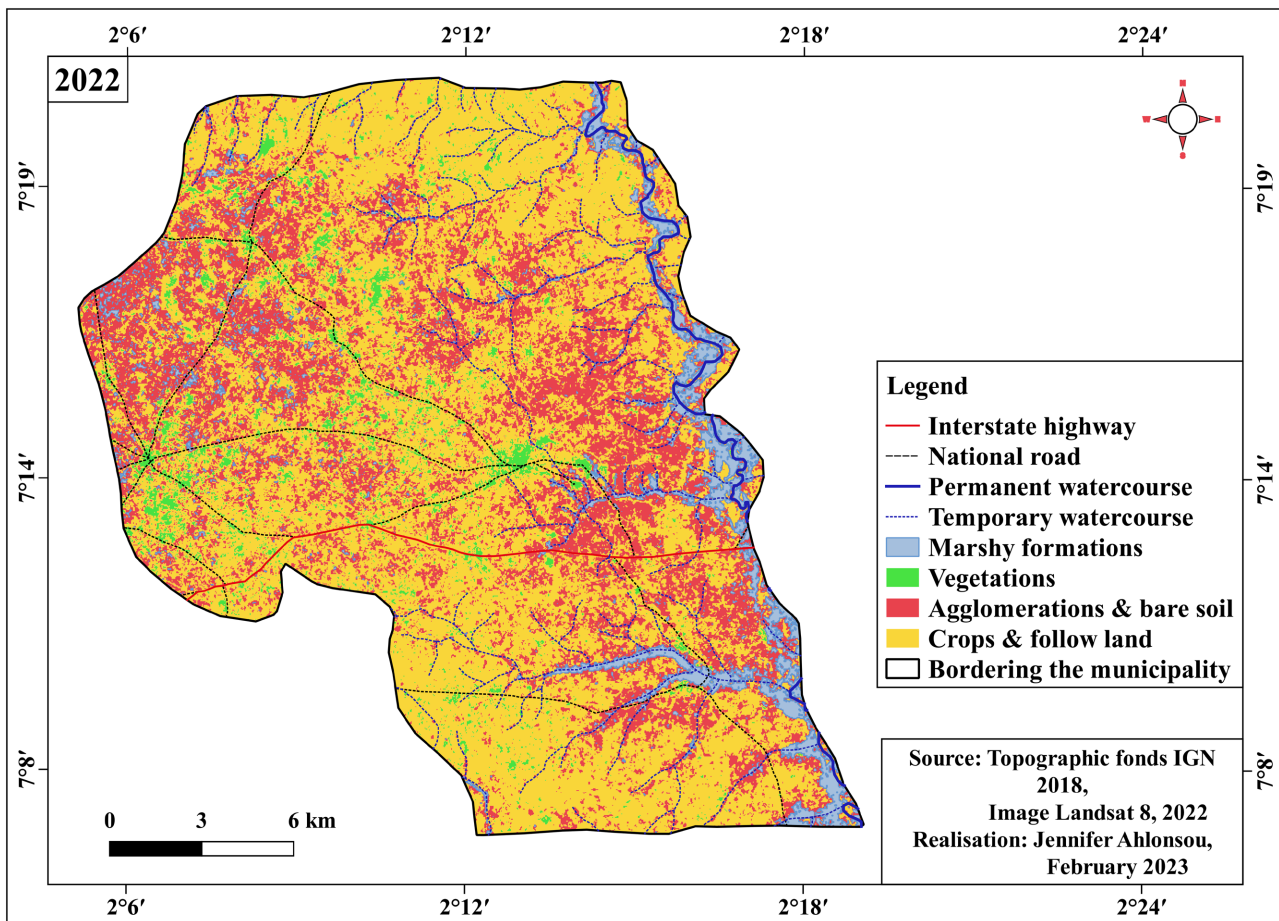 2°6′ 2°12′ 2°18′ 2°24′
2022
N
W E
S
7°19′ 7°19′
Legend
Interstate highway
National road
Permanent watercourse
Temporary watercourse
Marshy formations
Vegetations
Agglomerations & bare soil
Crops & follow land
Bordering the municipality
7°14′ 7°14′
7°8′ 7°8′
Source: Topographic fonds IGN
2018,
Image Landsat 8, 2022
Realisation: Jennifer Ahlonsou,
February 2023
0 3 6 km
2°6′ 2°12′ 2°18′ 2°24′